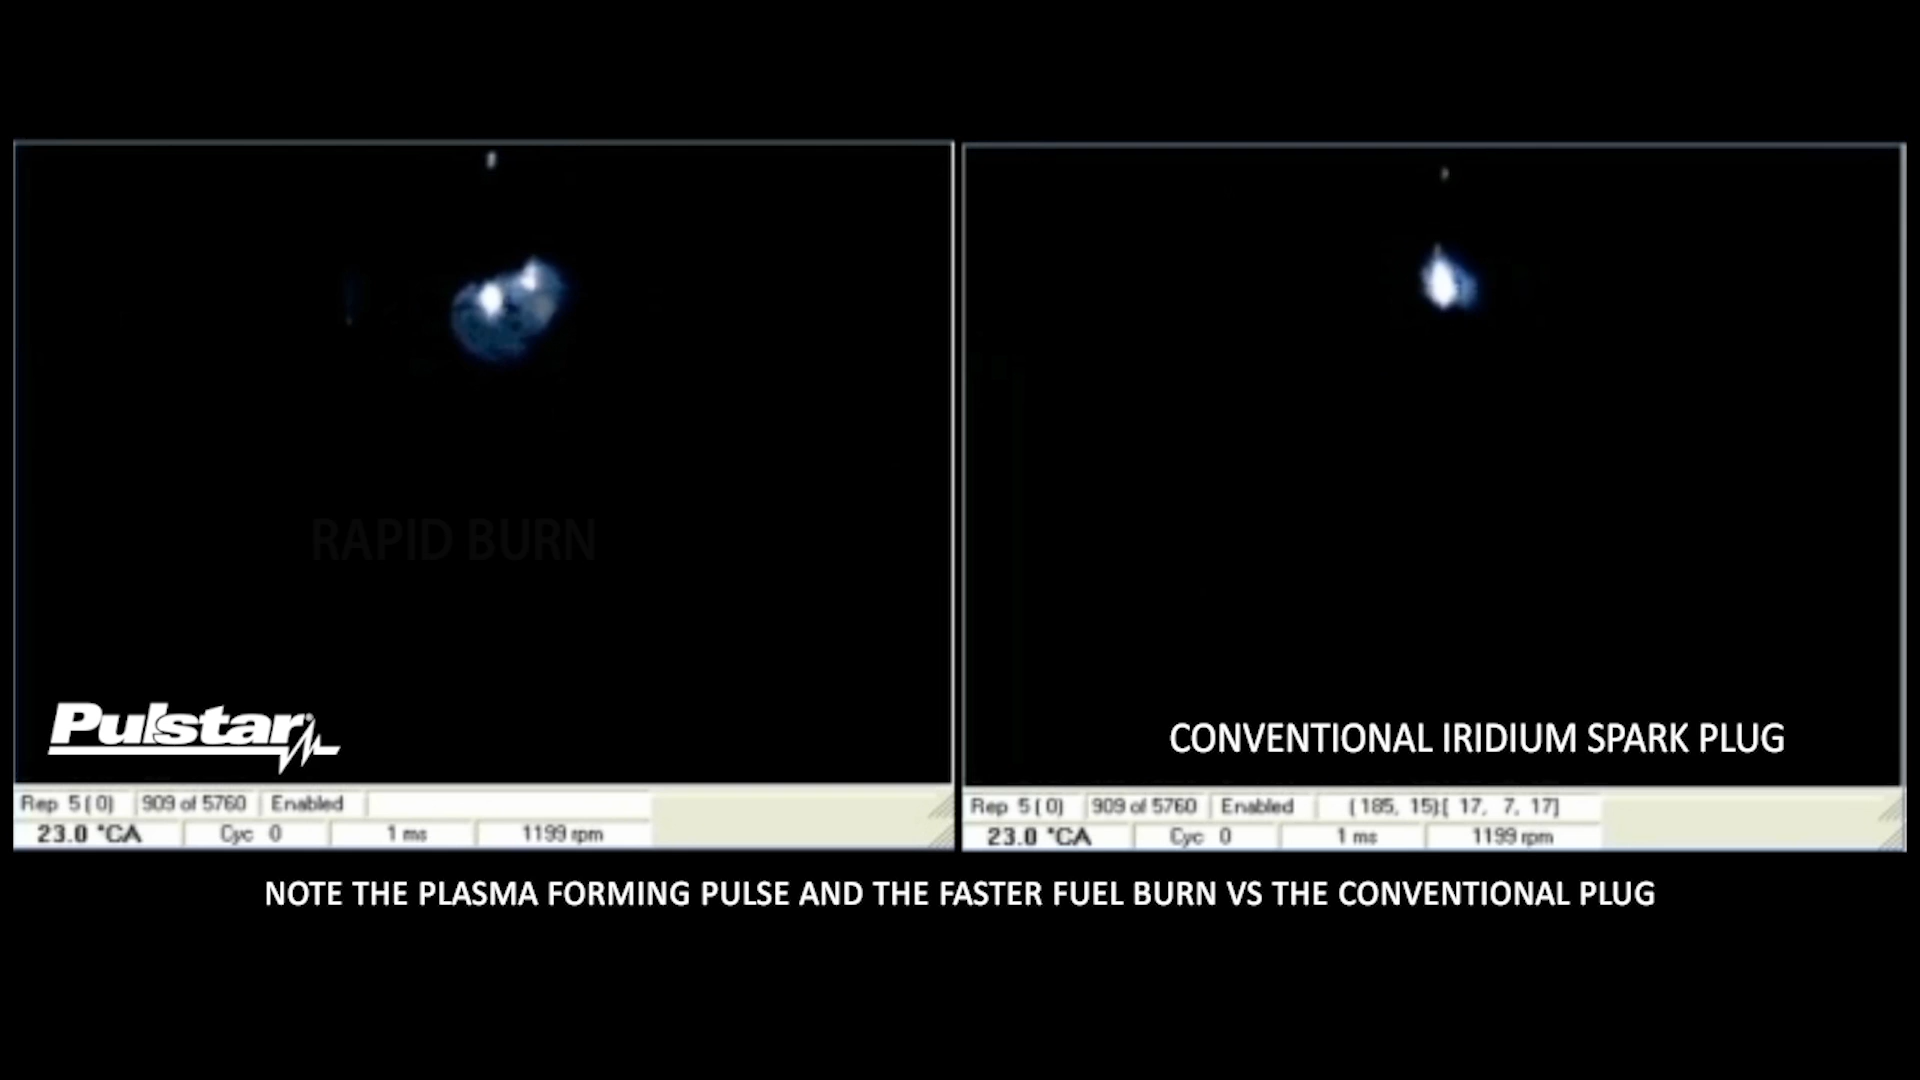 RAPID BURN
Pulstar
CONVENTIONAL IRIDIUM SPARK PLUG
Rep 5 ( 0) 909 of 5760 Enabled
23.0 °CA Cyc 0 1 ms 1199 rpm
Rep 5 ( 0) 909 of 5760 Enabled (185, 15):[ 17, 7, 17]
23.0 °CA Cyc 0 1 ms 1199 rpm
NOTE THE PLASMA FORMING PULSE AND THE FASTER FUEL BURN VS THE CONVENTIONAL PLUG